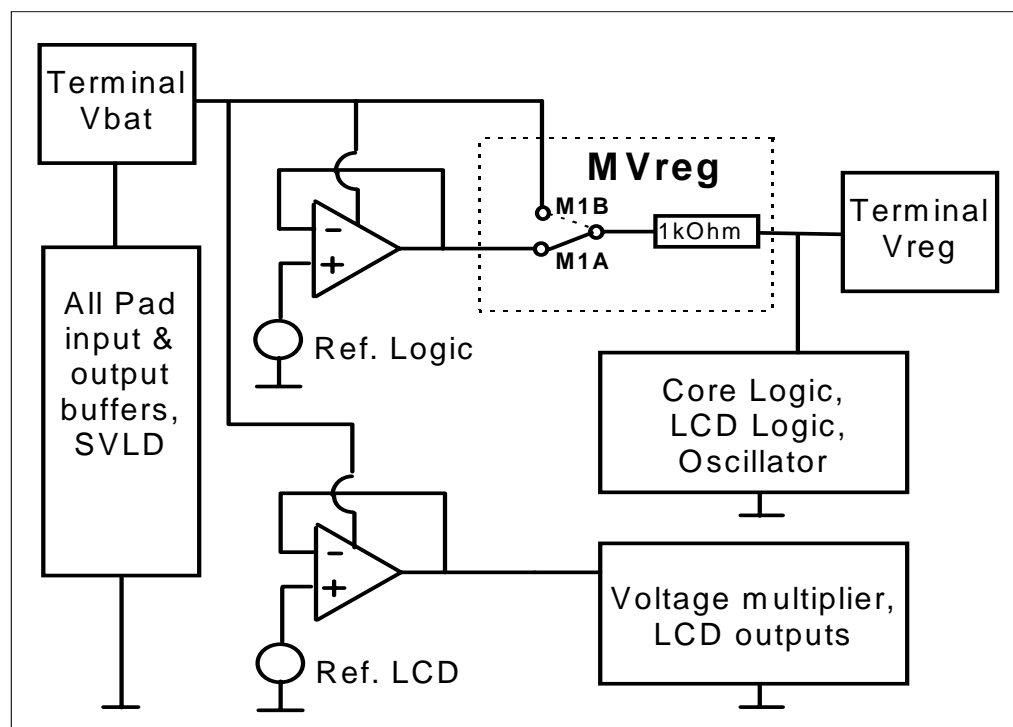 Terminal
Vbat
MVreg
M1B
M1A
1kOhm
Terminal
Vreg
-
+
Ref. Logic
All Pad
input &
output
buffers,
SVLD
Core Logic,
LCD Logic,
Oscillator
-
+
Ref. LCD
Voltage multiplier,
LCD outputs